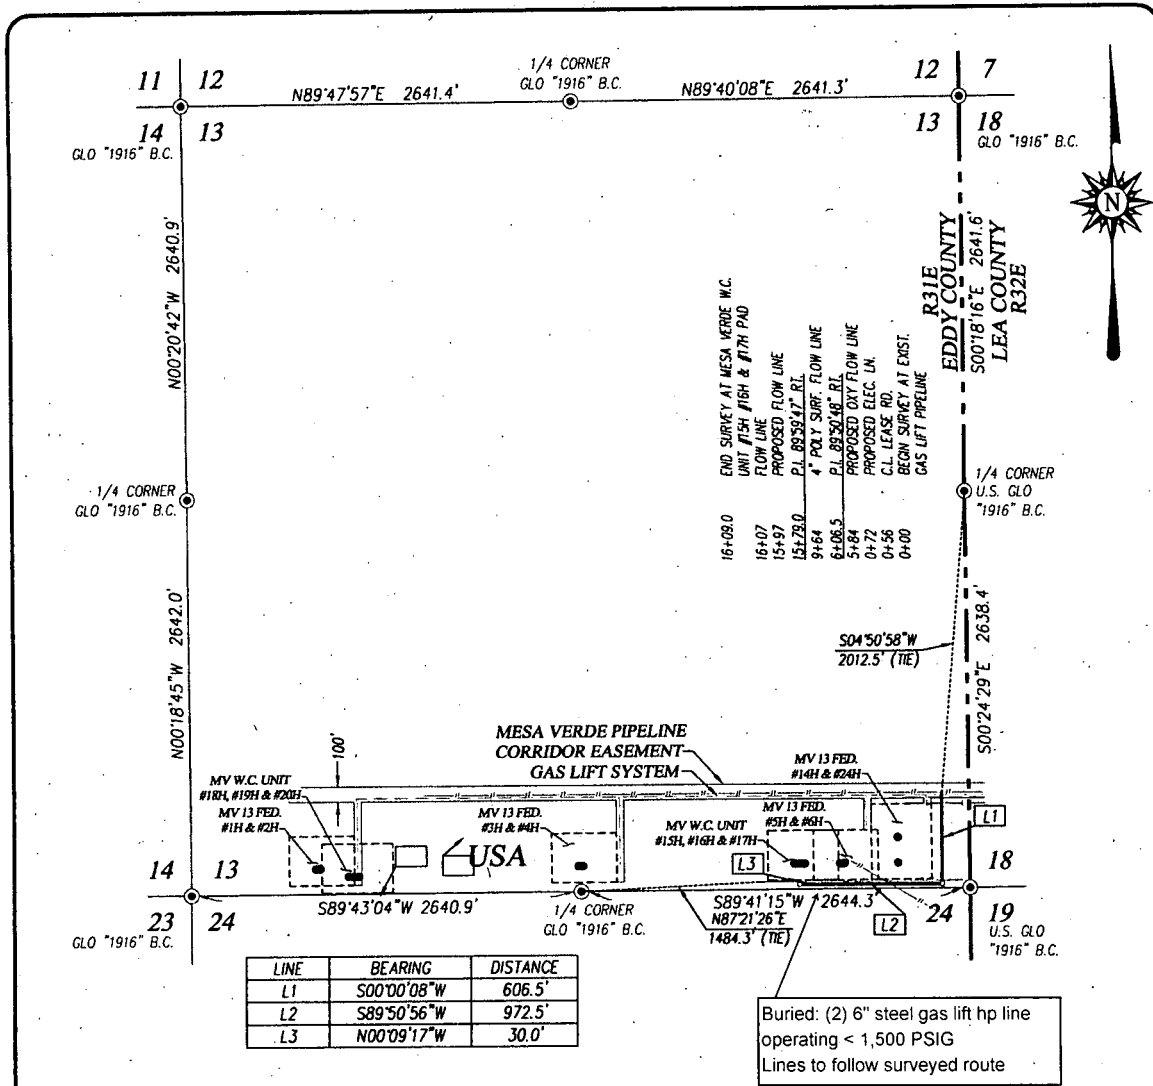 11 12
1/4 CORNER
GLO "1916" B.C.
12 7
N89°47'57"E 2641.4'
N89°40'08"E 2641.3'
14 13
GLO "1916" B.C.
13 18
GLO "1916" B.C.
N
N00°20'42"W 2640.9'
R31E
EDDY COUNTY
S00°18'16"E 2641.6'
LEA COUNTY
R32E
16+09.0 END SURVEY AT MESA VERDE W.C.
UNIT #15H #16H & #17H PAD
16+07 FLOW LINE
15+97 PROPOSED FLOW LINE
15+79.0 P.I. 89°59'47" RT.
9+64 4" POLY SURF. FLOW LINE
6+06.5 P.I. 89°50'48" RT.
5+84 PROPOSED OXY FLOW LINE
0+72 PROPOSED ELEC. LN.
0+56 C.L. LEASE RD.
0+00 BEGIN SURVEY AT EXIST.
GAS LIFT PIPELINE
1/4 CORNER
GLO "1916" B.C.
1/4 CORNER
U.S. GLO
"1916" B.C.
N00°18'45"W 2642.0'
S04°50'58"W
2012.5' (TIE)
S00°24'29"E 2638.4'
MESA VERDE PIPELINE
CORRIDOR EASEMENT
GAS LIFT SYSTEM
100'
MV W.C. UNIT
#18H, #19H & #20H
MV 13 FED.
#1H & #2H
MV 13 FED.
#3H & #4H
MV 13 FED.
#14H & #24H
MV 13 FED.
#5H & #6H
MV W.C. UNIT
#15H, #16H & #17H
L1
L3
USA
14 13
18
S89°43'04"W 2640.9'
S89°41'15"W 2644.3'
23 24
GLO "1916" B.C.
1/4 CORNER
GLO "1916" B.C.
N87°21'26"E
1484.3' (TIE)
L2
24 19
U.S. GLO
"1916" B.C.
LINE BEARING DISTANCE
L1 S00°00'08"W 606.5'
L2 S89°50'56"W 972.5'
L3 N00°09'17"W 30.0'
Buried: (2) 6" steel gas lift hp line
operating < 1,500 PSIG
Lines to follow surveyed route